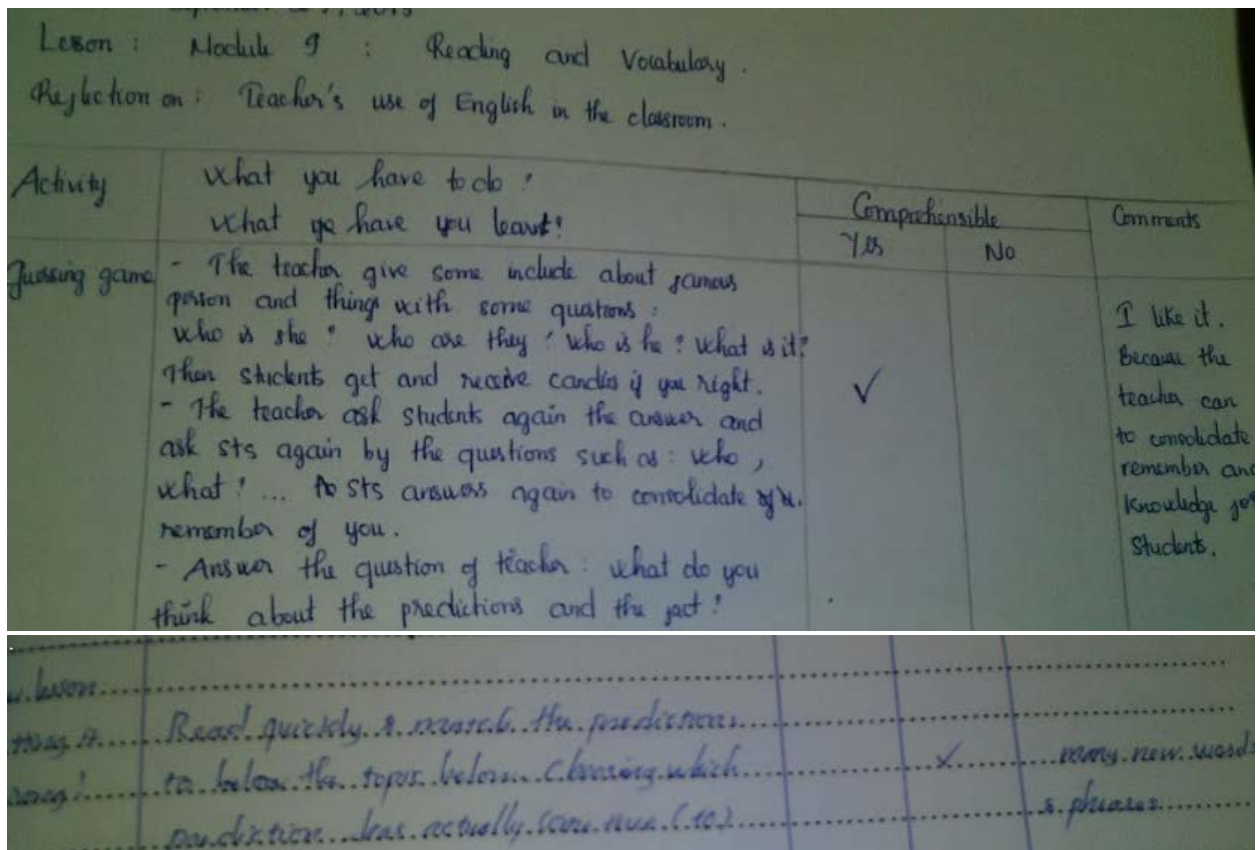 Lesson : Module 9 : Reading and Vocabulary.
Reflection on : Teacher's use of English in the classroom.
Activity
What you have to do?
What have you learnt?
Comprehensible
Yes
No
Comments
Guessing game
- The teacher give some include about famous
person and things with some questions :
who is she? who are they? who is he? what is it?
Then students get and receive candies if you right.
- The teacher ask students again the answer and
ask sts again by the questions such as : who,
what? ... to sts answers again to consolidate
remember of you.
- Answer the question of teacher : what do you
think about the predictions and the fact?
✓
I like it.
Because the
teacher can
to consolidate
remember and
knowledge for
Students.
lesson
Read quickly & match the predictions
to below the topics below. Choosing which
prediction has actually come true
✓
many new words
& phrases